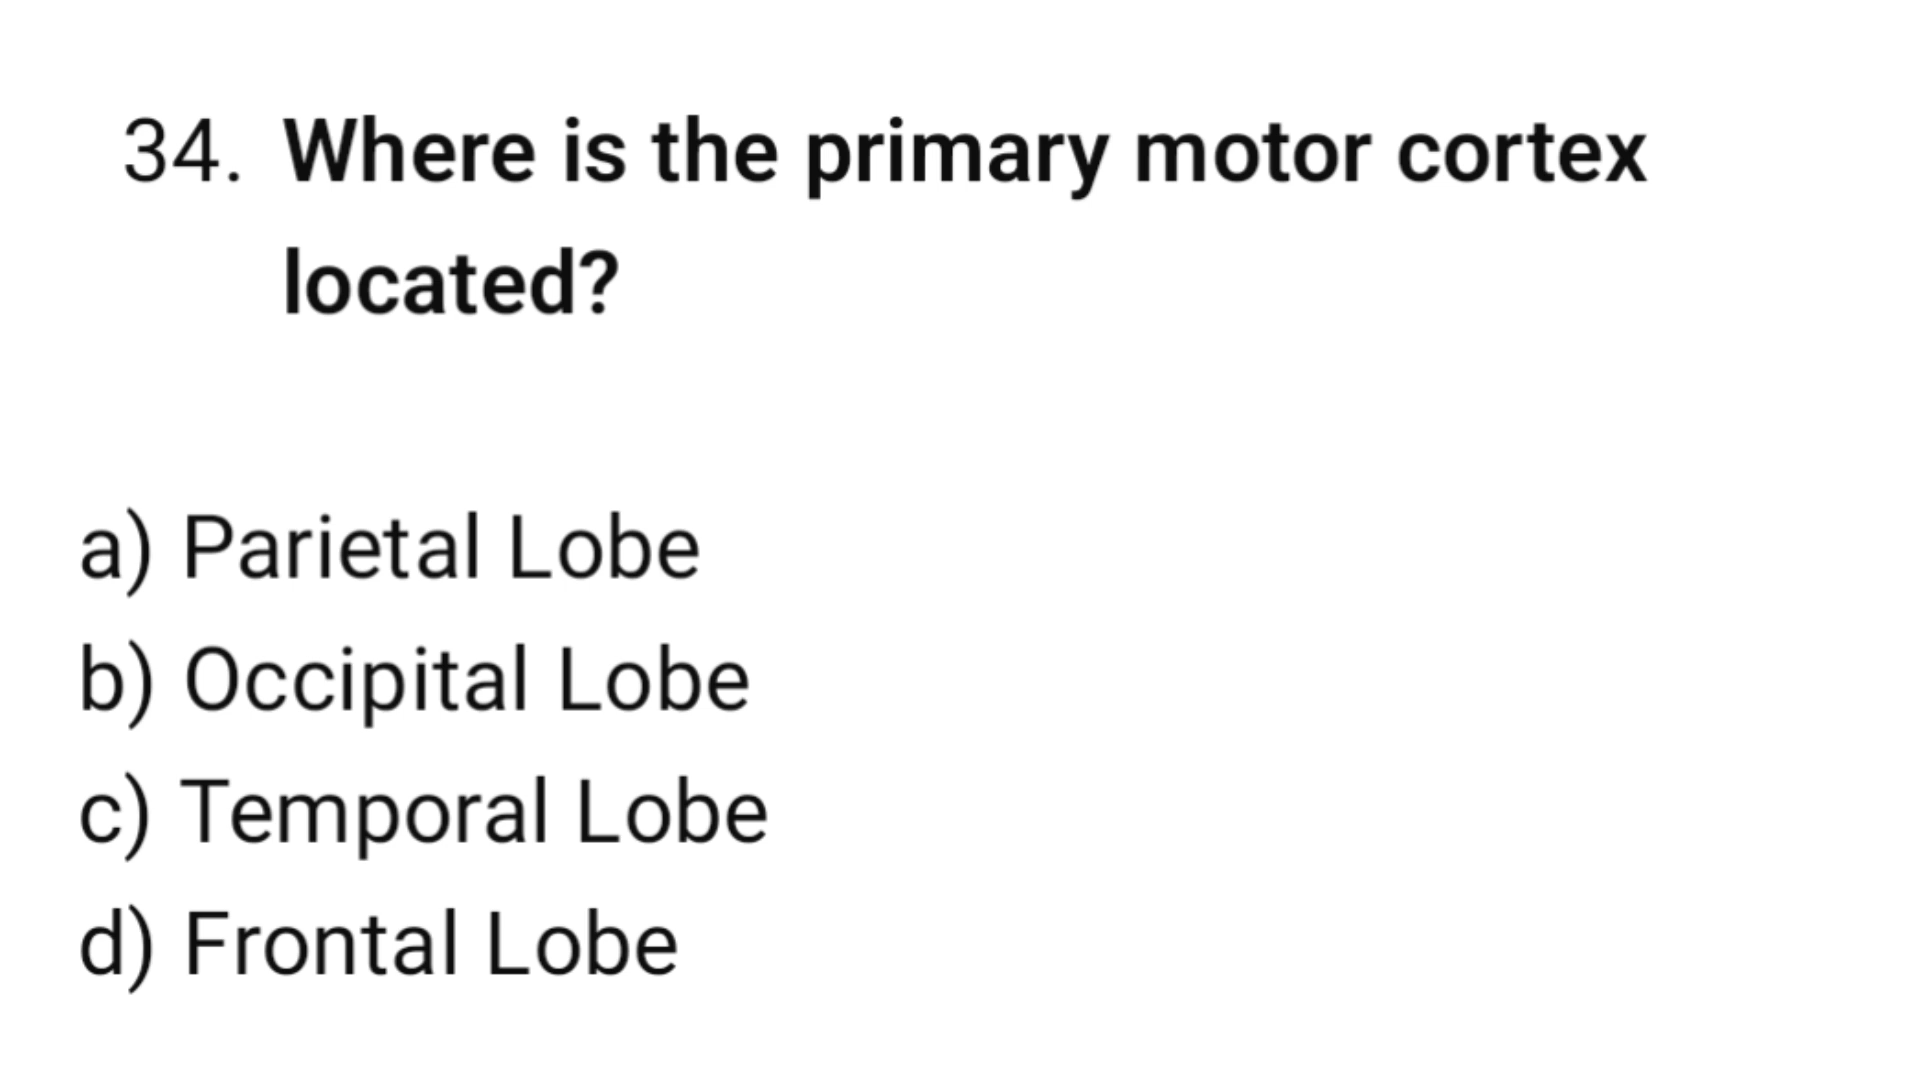 34. Where is the primary motor cortex
located?
a) Parietal Lobe
b) Occipital Lobe
c) Temporal Lobe
d) Frontal Lobe